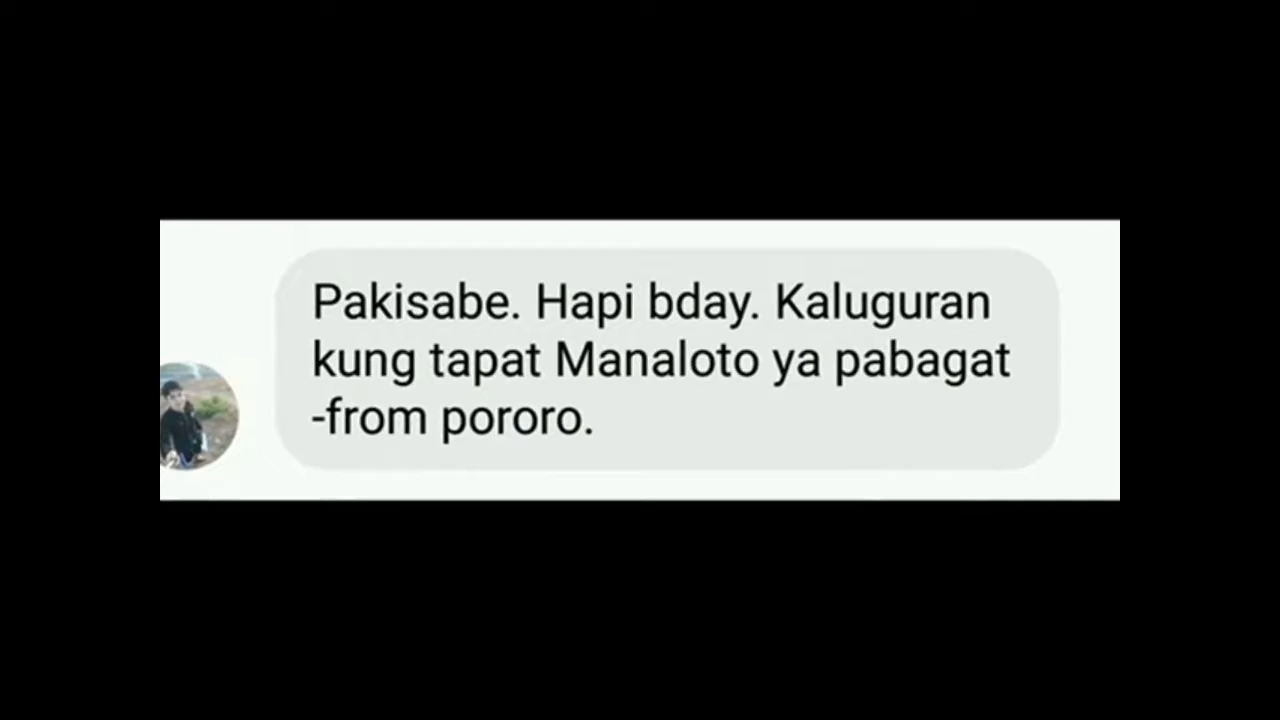 Pakisabe. Hapi bday. Kaluguran
kung tapat Manaloto ya pabagat
-from pororo.